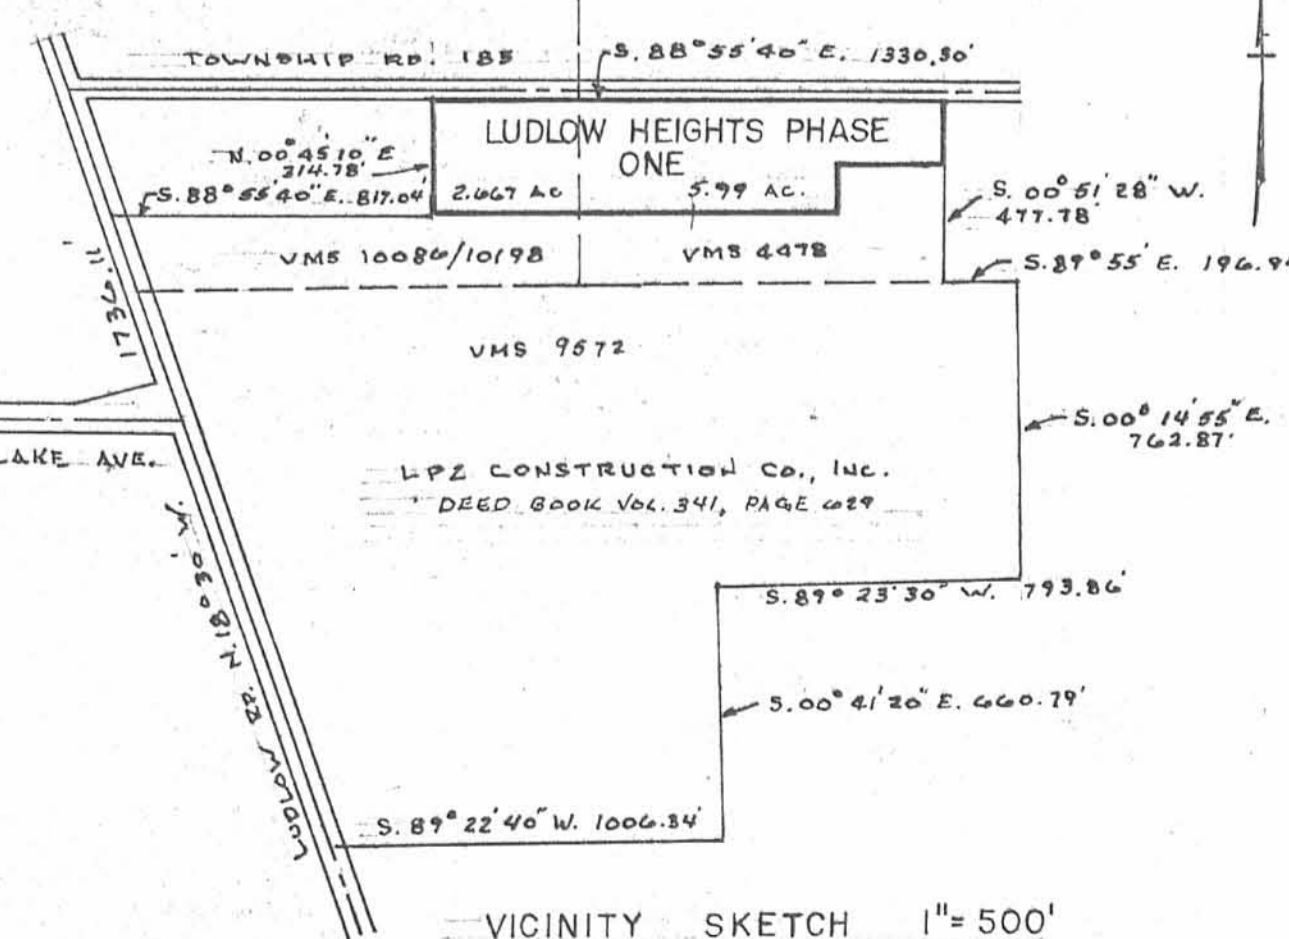 TOWNSHIP RD. 185
S. 88° 55' 40" E. 1330.30'
LUDLOW HEIGHTS PHASE
ONE
N. 00° 45' 10" E
314.78'
S. 88° 55' 40" E. 817.04'
2.667 AC
5.99 AC.
S. 00° 51' 28" W.
477.78'
VMS 10086/10198
VMS 4478
S. 89° 55' E.
1736.11
VMS 9572
S. 00° 14' 55" E.
762.87'
LAKE AVE.
LPZ CONSTRUCTION CO., INC.
DEED BOOK VOL. 341, PAGE 629
S. 89° 23' 30" W. 793.86'
LUDLOW RD. N. 18° 30' W.
S. 00° 41' 20" E. 660.79'
S. 89° 22' 40" W. 1006.84'
VICINITY SKETCH 1"= 500'